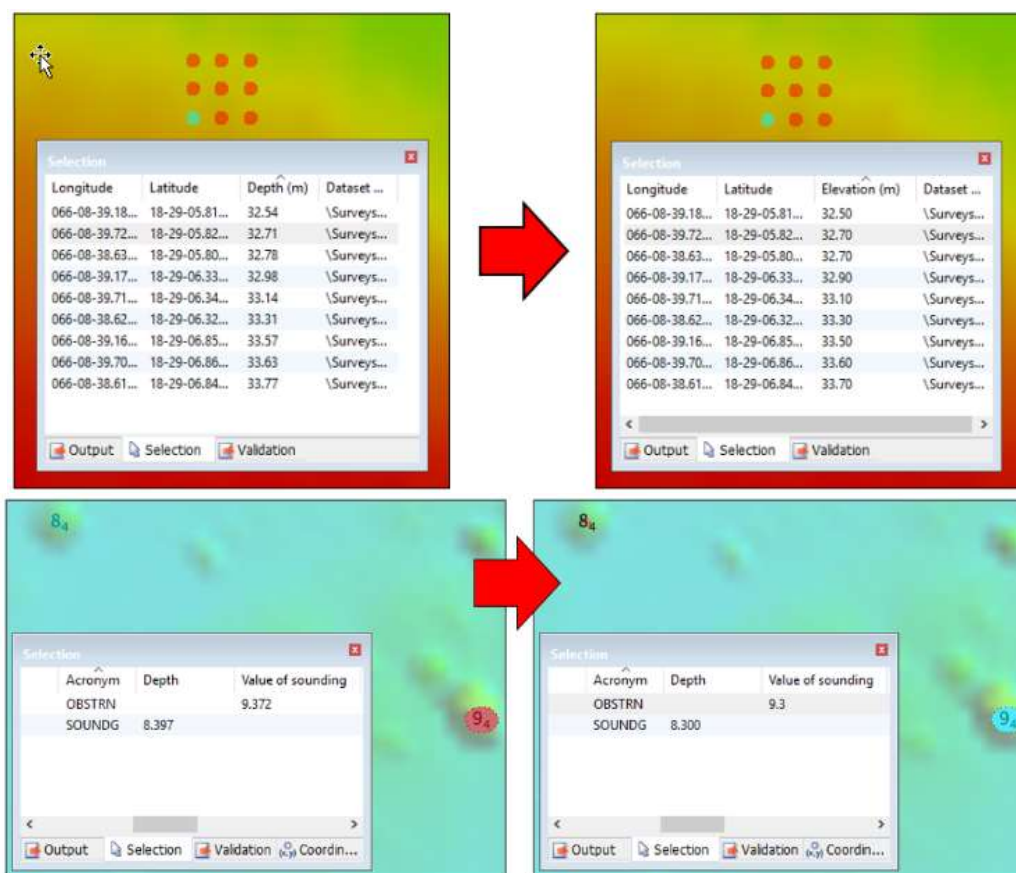 Selection
Longitude Latitude Depth (m) Dataset ...
066-08-39.18... 18-29-05.81... 32.54 \Surveys...
066-08-39.72... 18-29-05.82... 32.71 \Surveys...
066-08-38.63... 18-29-05.80... 32.78 \Surveys...
066-08-39.17... 18-29-06.33... 32.98 \Surveys...
066-08-39.71... 18-29-06.34... 33.14 \Surveys...
066-08-38.62... 18-29-06.32... 33.31 \Surveys...
066-08-39.16... 18-29-06.85... 33.57 \Surveys...
066-08-39.70... 18-29-06.86... 33.63 \Surveys...
066-08-38.61... 18-29-06.84... 33.77 \Surveys...
Output Selection Validation
Selection
Longitude Latitude Elevation (m) Dataset ...
066-08-39.18... 18-29-05.81... 32.50 \Surveys...
066-08-39.72... 18-29-05.82... 32.70 \Surveys...
066-08-38.63... 18-29-05.80... 32.70 \Surveys...
066-08-39.17... 18-29-06.33... 32.90 \Surveys...
066-08-39.71... 18-29-06.34... 33.10 \Surveys...
066-08-38.62... 18-29-06.32... 33.30 \Surveys...
066-08-39.16... 18-29-06.85... 33.50 \Surveys...
066-08-39.70... 18-29-06.86... 33.60 \Surveys...
066-08-38.61... 18-29-06.84... 33.70 \Surveys...
Output Selection Validation
8₄
Selection
Acronym Depth Value of sounding
OBSTRN 9.372
SOUNDG 8.397
9₄
Output Selection Validation (x,y) Coordin...
8₄
Selection
Acronym Depth Value of sounding
OBSTRN 9.3
SOUNDG 8.300
9₄
Output Selection Validation (x,y) Coordin...